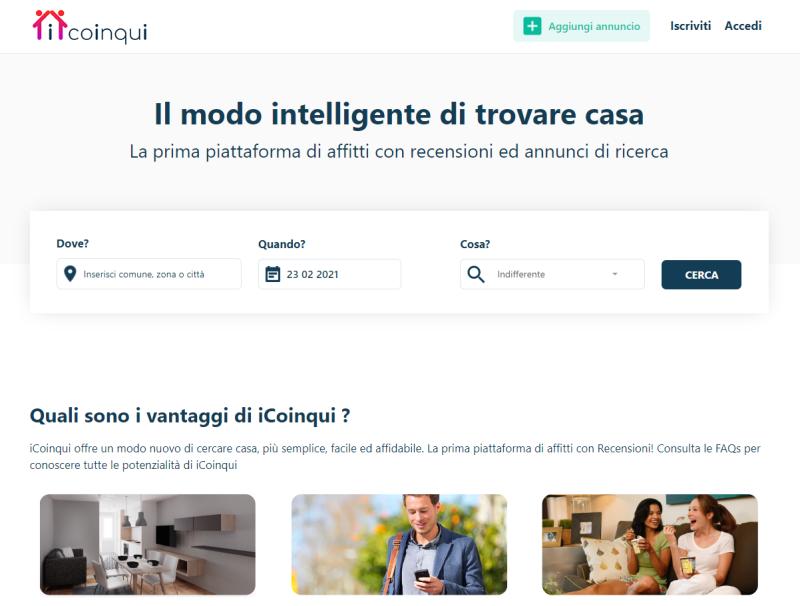 iCoinqui
Aggiungi annuncio
Iscriviti
Accedi
Il modo intelligente di trovare casa
La prima piattaforma di affitti con recensioni ed annunci di ricerca
Dove?
Quando?
Cosa?
Inserisci comune, zona o città
23 02 2021
Indifferente
CERCA
Quali sono i vantaggi di iCoinqui ?
iCoinqui offre un modo nuovo di cercare casa, più semplice, facile ed affidabile. La prima piattaforma di affitti con Recensioni! Consulta le FAQs per
conoscere tutte le potenzialità di iCoinqui